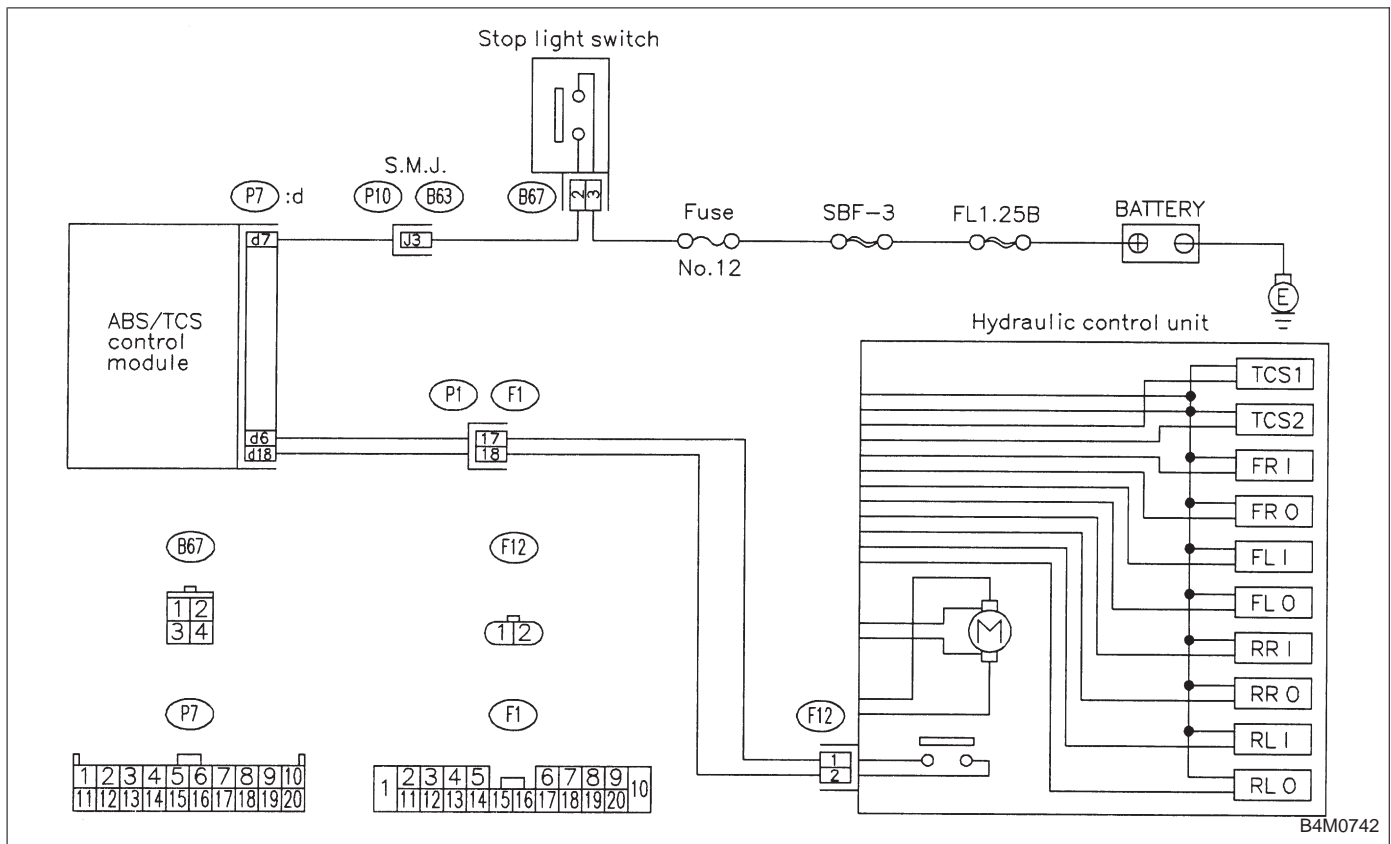 Stop light switch
S.M.J.
P7 :d
P10
B63
B67
2 3
Fuse
No.12
SBF-3
FL1.25B
BATTERY
d7
J3
E
ABS/TCS
control
module
Hydraulic control unit
P1
F1
d6
d18
17
18
TCS1
TCS2
FR I
FR O
FL I
FL O
RR I
RR O
RL I
RL O
M
B67
1 2
3 4
F12
1 2
P7
1 2 3 4 5 6 7 8 9 10
11 12 13 14 15 16 17 18 19 20
F1
1 2 3 4 5 6 7 8 9 10
11 12 13 14 15 16 17 18 19 20
F12
1
2
B4M0742